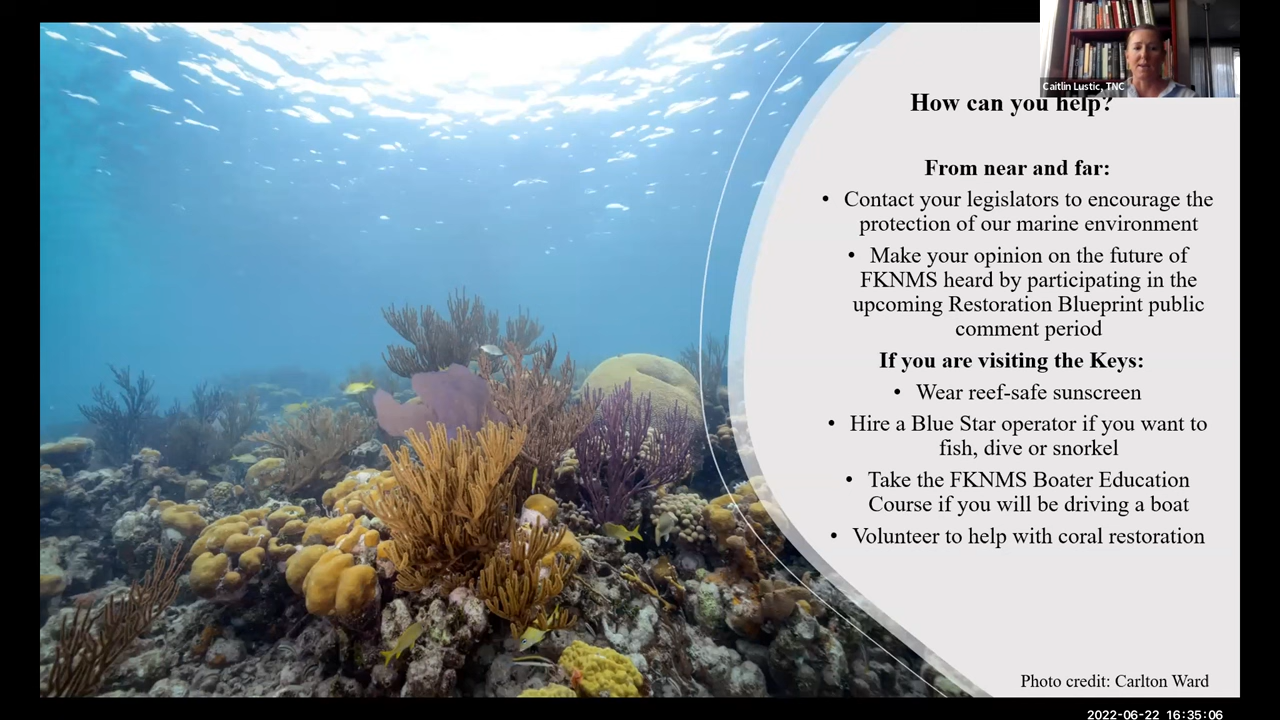 Caitlin Lustic, TNC
How can you help?
From near and far:
• Contact your legislators to encourage the
protection of our marine environment
• Make your opinion on the future of
FKNMS heard by participating in the
upcoming Restoration Blueprint public
comment period
If you are visiting the Keys:
• Wear reef-safe sunscreen
• Hire a Blue Star operator if you want to
fish, dive or snorkel
• Take the FKNMS Boater Education
Course if you will be driving a boat
• Volunteer to help with coral restoration
Photo credit: Carlton Ward
2022-06-22 16:35:06